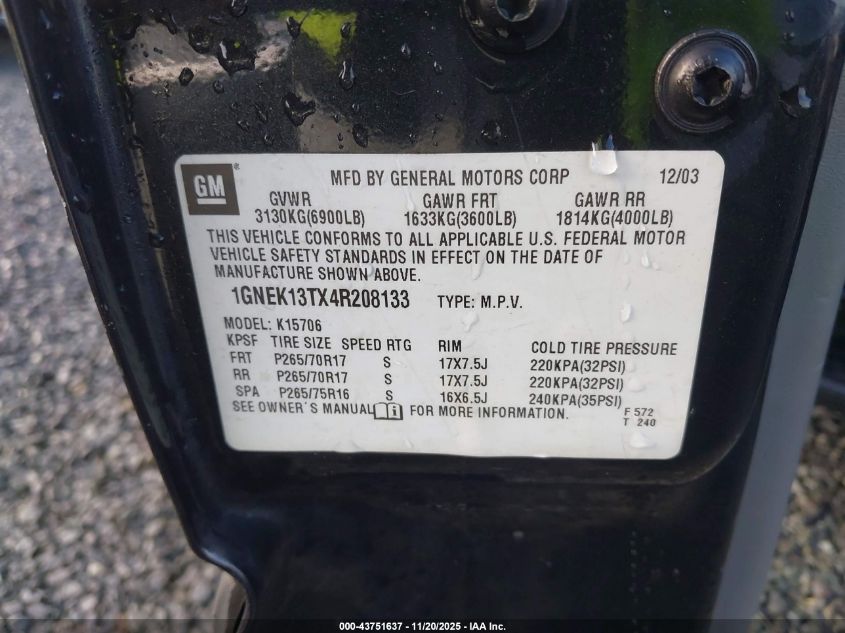 GM ® MFD BY GENERAL MOTORS CORP 12/03
GVWR GAWR FRT GAWR RR
3130KG(6900LB) 1633KG(3600LB) 1814KG(4000LB)
THIS VEHICLE CONFORMS TO ALL APPLICABLE U.S. FEDERAL MOTOR
VEHICLE SAFETY STANDARDS IN EFFECT ON THE DATE OF
MANUFACTURE SHOWN ABOVE.
1GNEK13TX4R208133 TYPE: M.P.V.
MODEL: K15706
KPSF TIRE SIZE SPEED RTG RIM COLD TIRE PRESSURE
FRT P265/70R17 S 17X7.5J 220KPA(32PSI)
RR P265/70R17 S 17X7.5J 220KPA(32PSI)
SPA P265/75R16 S 16X6.5J 240KPA(35PSI)
SEE OWNER'S MANUAL FOR MORE INFORMATION. F 572
T 240
000-43751637 - 11/20/2025 - IAA Inc.